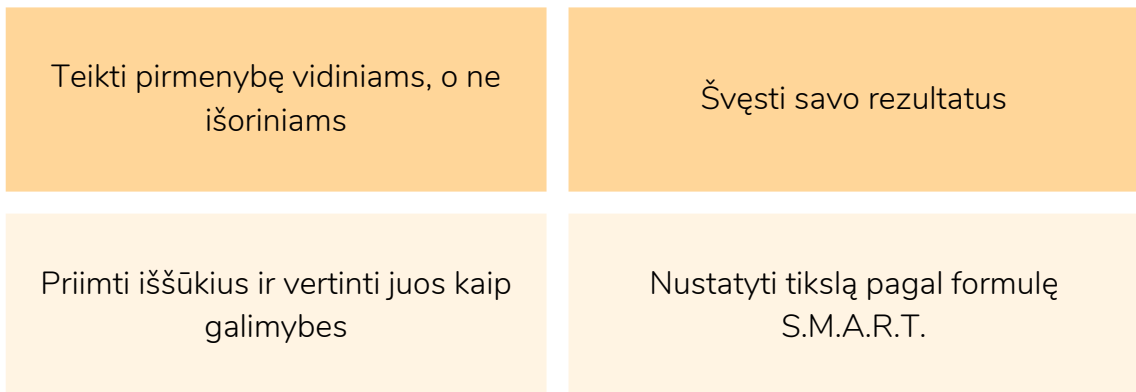 Teikti pirmenybę vidiniams, o ne
išoriniams
Švęsti savo rezultatus
Priimti iššūkius ir vertinti juos kaip
galimybes
Nustatyti tikslą pagal formulę
S.M.A.R.T.